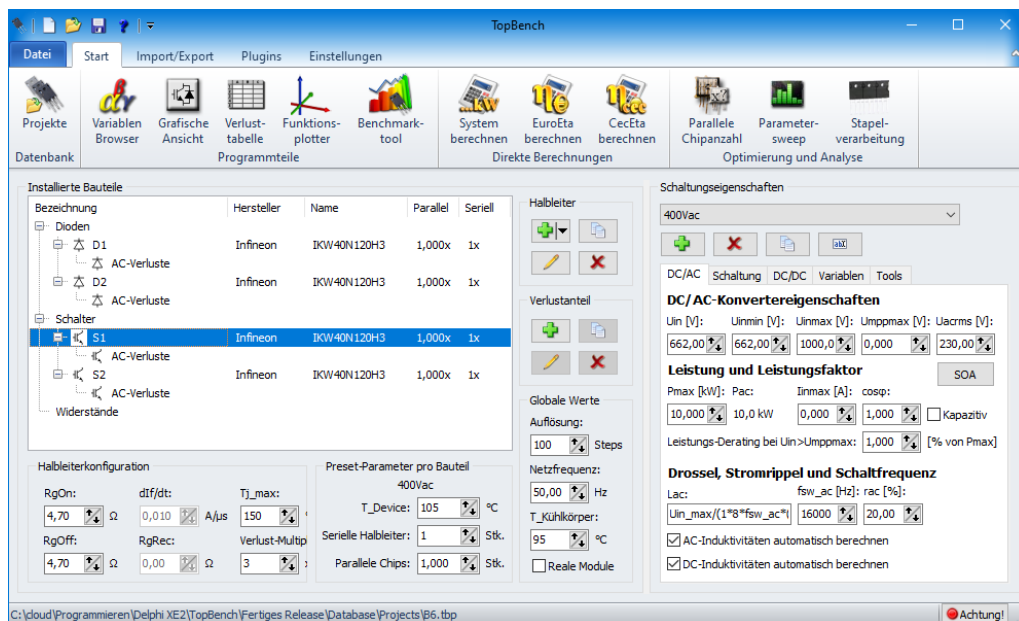 TopBench
Datei Start Import/Export Plugins Einstellungen
Projekte Variablen Browser Grafische Ansicht Verlust- tabelle Funktions- plotter Benchmark- tool System berechnen EuroEta berechnen CecEta berechnen Parallele Chipanzahl Parameter- sweep Stapel- verarbeitung
Datenbank Programmteile Direkte Berechnungen Optimierung und Analyse
Installierte Bauteile
Bezeichnung Hersteller Name Parallel Seriell
Dioden
D1 Infineon IKW40N120H3 1,000x 1x
AC-Verluste
D2 Infineon IKW40N120H3 1,000x 1x
AC-Verluste
Schalter
S1 Infineon IKW40N120H3 1,000x 1x
AC-Verluste
S2 Infineon IKW40N120H3 1,000x 1x
AC-Verluste
Widerstände
Halbleiterkonfiguration
RgOn: dIf/dt: Tj_max:
4,70 Ω 0,010 A/µs 150
RgOff: RgRec: Verlust-Multip
4,70 Ω 0,00 Ω 3
Preset-Parameter pro Bauteil
400Vac
T_Device: 105 °C
Serielle Halbleiter: 1 Stk.
Parallele Chips: 1,000 Stk.
Halbleiter
Verlustanteil
Globale Werte
Auflösung:
100 Steps
Netzfrequenz:
50,00 Hz
T_Kühlkörper:
95 °C
Reale Module
Schaltungseigenschaften
400Vac
abX
DC/AC Schaltung DC/DC Variablen Tools
DC/AC-Konvertereigenschaften
Uin [V]: Uinmin [V]: Uinmax [V]: Umppmax [V]: Uacrms [V]:
662,00 662,00 1000,0 0,000 230,00
Leistung und Leistungsfaktor
SOA
Pmax [kW]: Pac: Iinmax [A]: cosφ:
10,000 10,0 kW 0,000 1,000 Kapazitiv
Leistungs-Derating bei Uin>Umppmax: 1,000 [% von Pmax]
Drossel, Stromrippel und Schaltfrequenz
Lac: fsw_ac [Hz]: rac [%]:
Uin_max/(1*8*fsw_ac*( 16000 20,00
AC-Induktivitäten automatisch berechnen
DC-Induktivitäten automatisch berechnen
C:\cloud\Programmieren\Delphi XE2\TopBench\Fertiges Release\Database\Projects\B6.tbp Achtung!